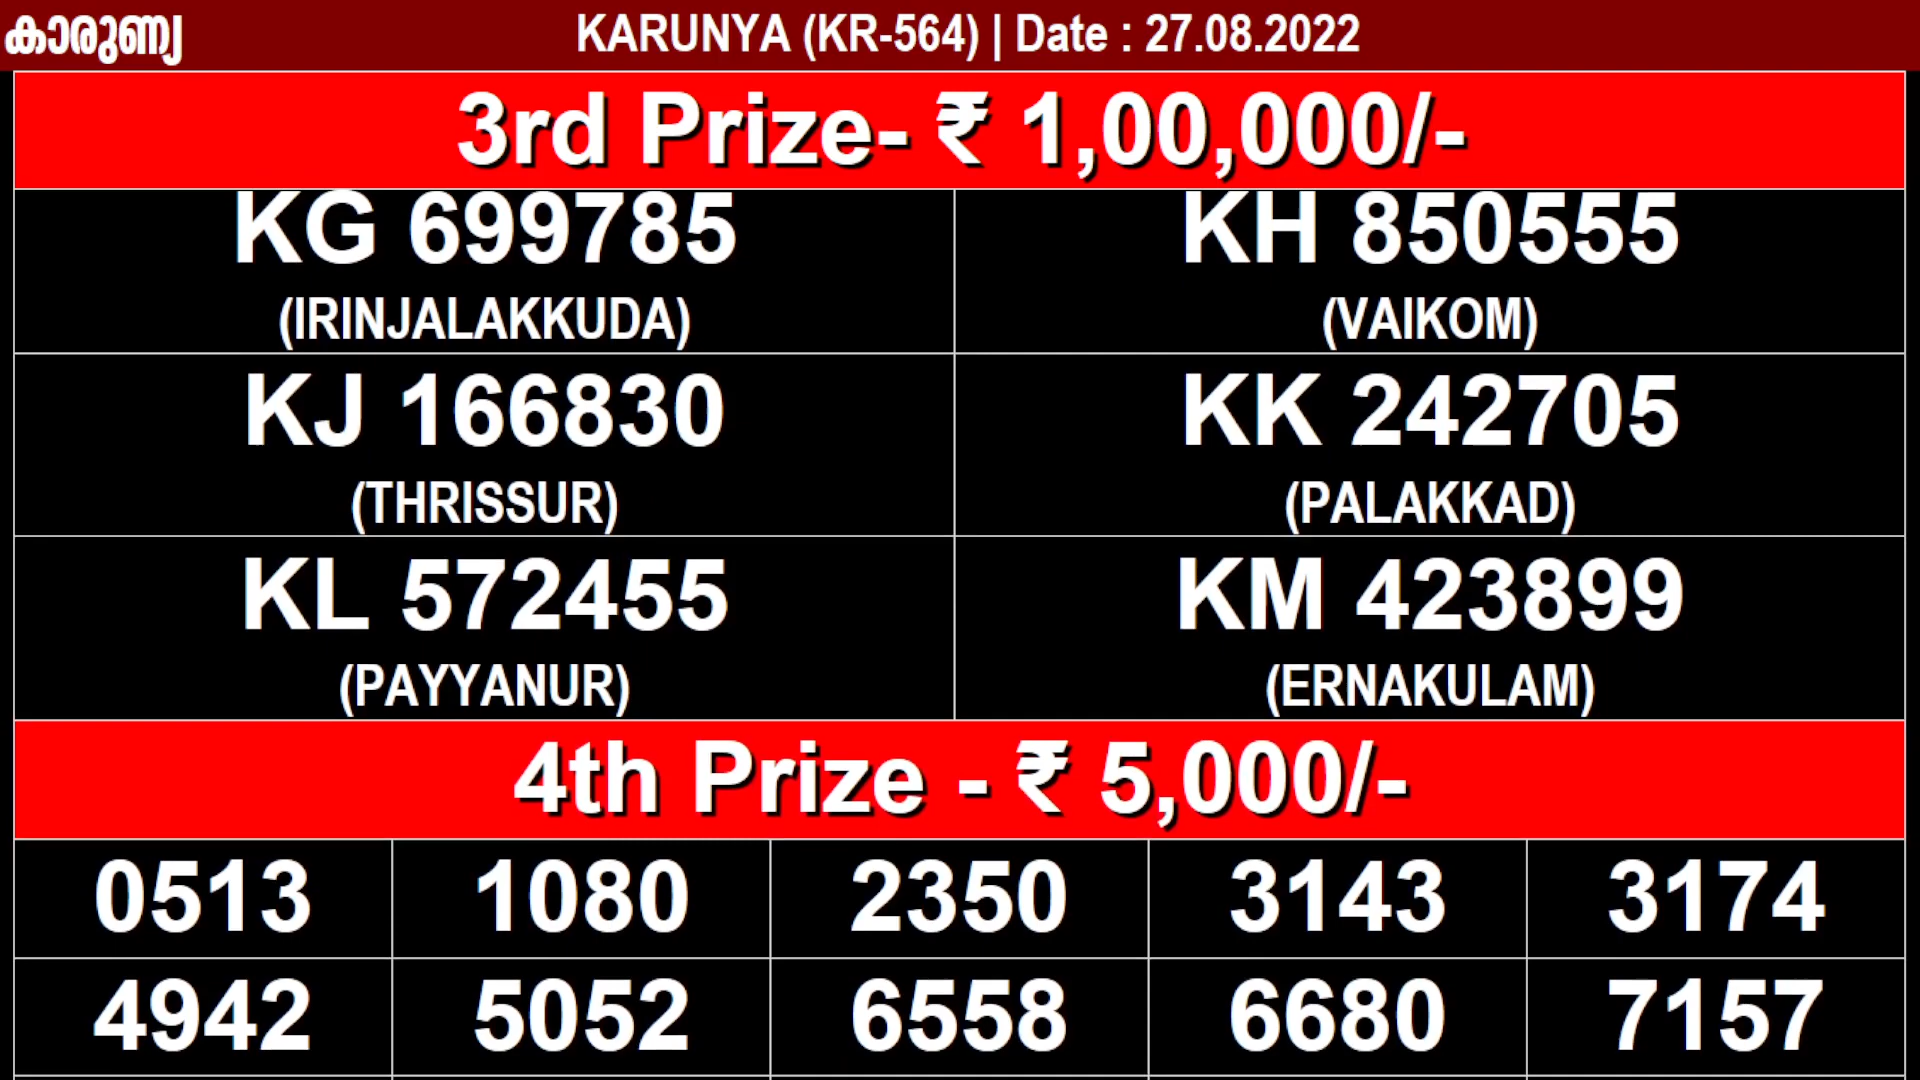 കാരുണ്യ KARUNYA (KR-564) | Date : 27.08.2022
3rd Prize- ₹ 1,00,000/-
KG 699785 KH 850555
(IRINJALAKKUDA) (VAIKOM)
KJ 166830 KK 242705
(THRISSUR) (PALAKKAD)
KL 572455 KM 423899
(PAYYANUR) (ERNAKULAM)
4th Prize - ₹ 5,000/-
0513 1080 2350 3143 3174
4942 5052 6558 6680 7157